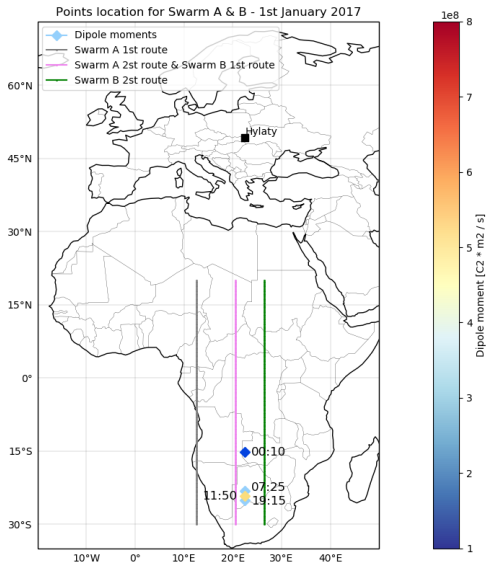 Points location for Swarm A & B - 1st January 2017
Dipole moments
Swarm A 1st route
Swarm A 2st route & Swarm B 1st route
Swarm B 2st route
Hylaty
00:10
07:25
11:50
19:15
60°N
45°N
30°N
15°N
0°
15°S
30°S
10°W
0°
10°E
20°E
30°E
40°E
1e8
8
7
6
5
4
3
2
1
Dipole moment [C2 * m2 / s]